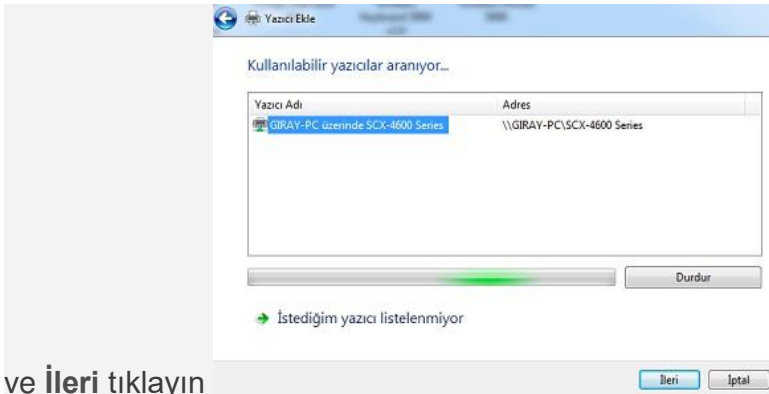 Yazıcı Ekle
Kullanılabilir yazıcılar aranıyor...
Yazıcı Adı Adres
GIRAY-PC üzerinde SCX-4600 Series \\GIRAY-PC\SCX-4600 Series
Durdur
İstediğim yazıcı listelenmiyor
İleri İptal
ve İleri tıklayın